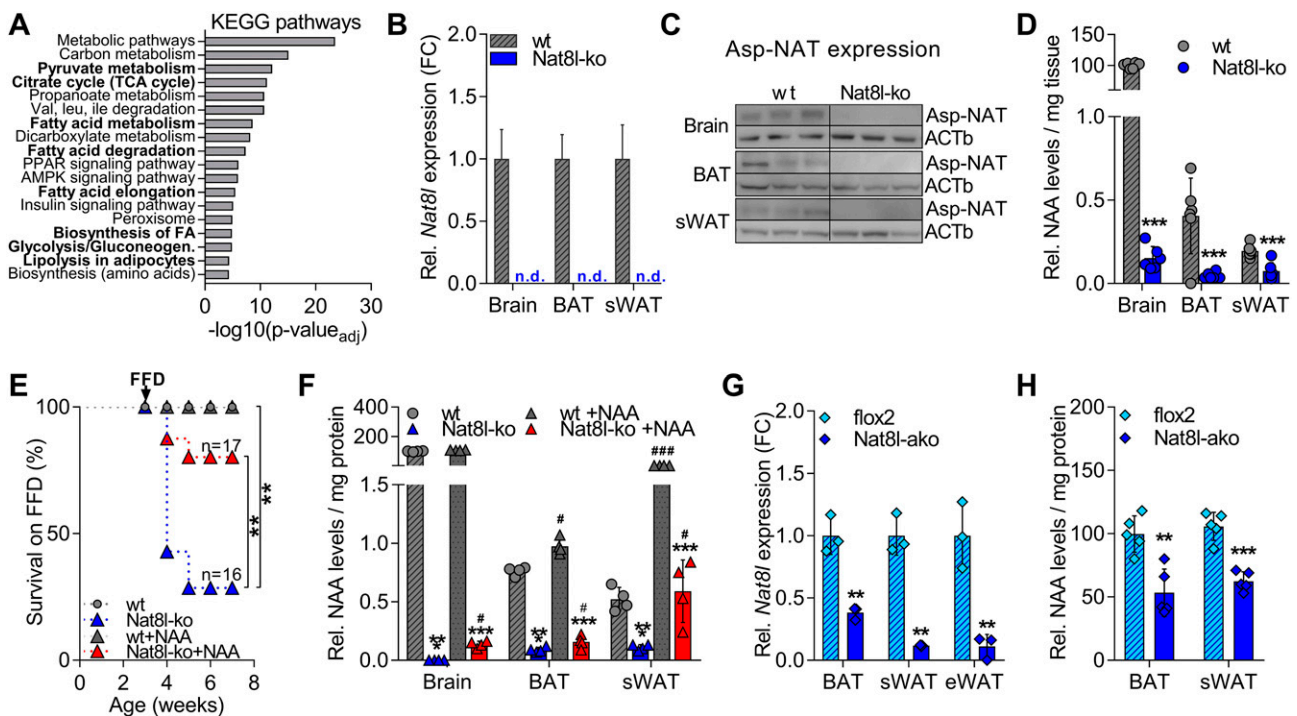 A
KEGG pathways
Metabolic pathways
Carbon metabolism
Pyruvate metabolism
Citrate cycle (TCA cycle)
Propanoate metabolism
Val, leu, ile degradation
Fatty acid metabolism
Dicarboxylate metabolism
Fatty acid degradation
PPAR signaling pathway
AMPK signaling pathway
Fatty acid elongation
Insulin signaling pathway
Peroxisome
Biosynthesis of FA
Glycolysis/Gluconeogen.
Lipolysis in adipocytes
Biosynthesis (amino acids)
0 10 20 30
-log10(p-value adj)
B
Rel. Nat8l expression (FC)
2.0
1.5
1.0
0.5
0.0
wt
Nat8l-ko
n.d. n.d. n.d.
Brain BAT sWAT
C
Asp-NAT expression
wt Nat8l-ko
Brain
Asp-NAT
ACTb
BAT
Asp-NAT
ACTb
sWAT
Asp-NAT
ACTb
D
Rel. NAA levels / mg tissue
wt
Nat8l-ko
100
1.0
0.5
0.0
*** *** ***
Brain BAT sWAT
E
FFD
Survival on FFD (%)
100
50
0
n=17
n=16
**
**
wt
Nat8l-ko
wt+NAA
Nat8l-ko+NAA
0 2 4 6 8
Age (weeks)
F
Rel. NAA levels / mg protein
wt wt +NAA
Nat8l-ko Nat8l-ko +NAA
400
300
200
100
1.5
1.0
0.5
0.0
###
# #
***
# ***
# ***
# ***
***
***
Brain BAT sWAT
G
Rel. Nat8l expression (FC)
flox2
Nat8l-ako
2.0
1.5
1.0
0.5
0.0
** ** **
BAT sWAT eWAT
H
Rel. NAA levels / mg protein
flox2
Nat8l-ako
200
150
100
50
0
** ***
BAT sWAT